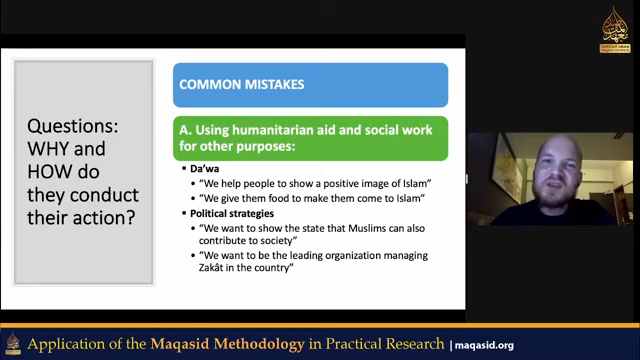 Questions:
WHY and
HOW do
they conduct
their action?
COMMON MISTAKES
A. Using humanitarian aid and social work
for other purposes:
▪ Da'wa
• "We help people to show a positive image of Islam"
• "We give them food to make them come to Islam"
▪ Political strategies
• "We want to show the state that Muslims can also
contribute to society"
• "We want to be the leading organization managing
Zakât in the country"
Application of the Maqasid Methodology in Practical Research | maqasid.org